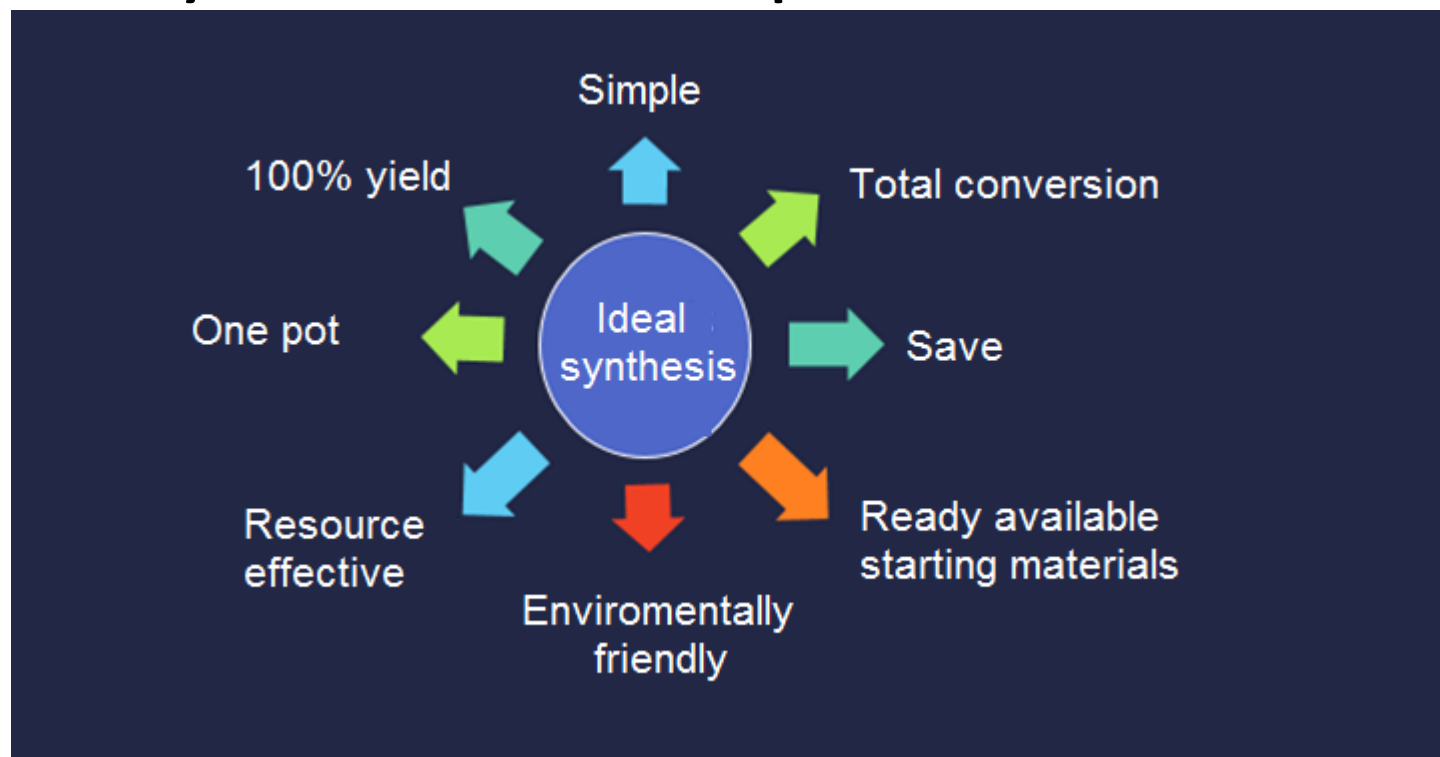 Simple
100% yield
Total conversion
One pot
Ideal
synthesis
Save
Resource
effective
Ready available
starting materials
Enviromentally
friendly